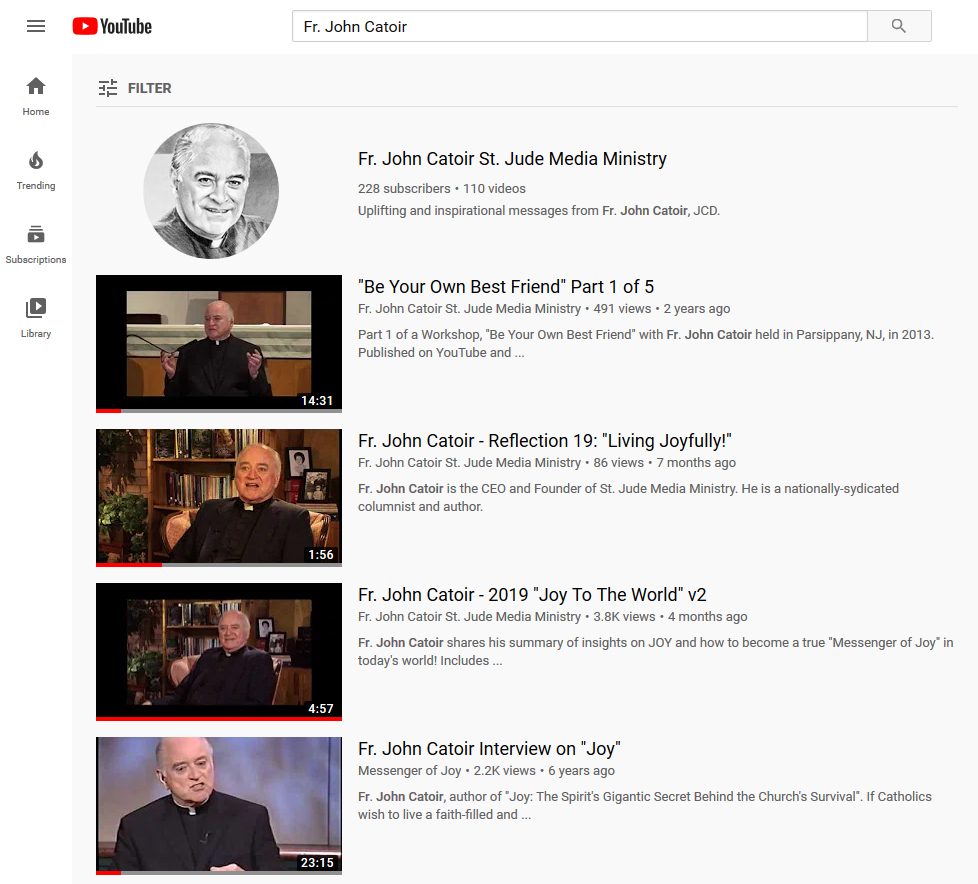 YouTube
Fr. John Catoir
Home
Trending
Subscriptions
Library
FILTER
Fr. John Catoir St. Jude Media Ministry
228 subscribers • 110 videos
Uplifting and inspirational messages from Fr. John Catoir, JCD.
"Be Your Own Best Friend" Part 1 of 5
Fr. John Catoir St. Jude Media Ministry • 491 views • 2 years ago
Part 1 of a Workshop, "Be Your Own Best Friend" with Fr. John Catoir held in Parsippany, NJ, in 2013.
Published on YouTube and ...
14:31
Fr. John Catoir - Reflection 19: "Living Joyfully!"
Fr. John Catoir St. Jude Media Ministry • 86 views • 7 months ago
Fr. John Catoir is the CEO and Founder of St. Jude Media Ministry. He is a nationally-sydicated
columnist and author.
1:56
Fr. John Catoir - 2019 "Joy To The World" v2
Fr. John Catoir St. Jude Media Ministry • 3.8K views • 4 months ago
Fr. John Catoir shares his summary of insights on JOY and how to become a true "Messenger of Joy" in
today's world! Includes ...
4:57
Fr. John Catoir Interview on "Joy"
Messenger of Joy • 2.2K views • 6 years ago
Fr. John Catoir, author of "Joy: The Spirit's Gigantic Secret Behind the Church's Survival". If Catholics
wish to live a faith-filled and ...
23:15